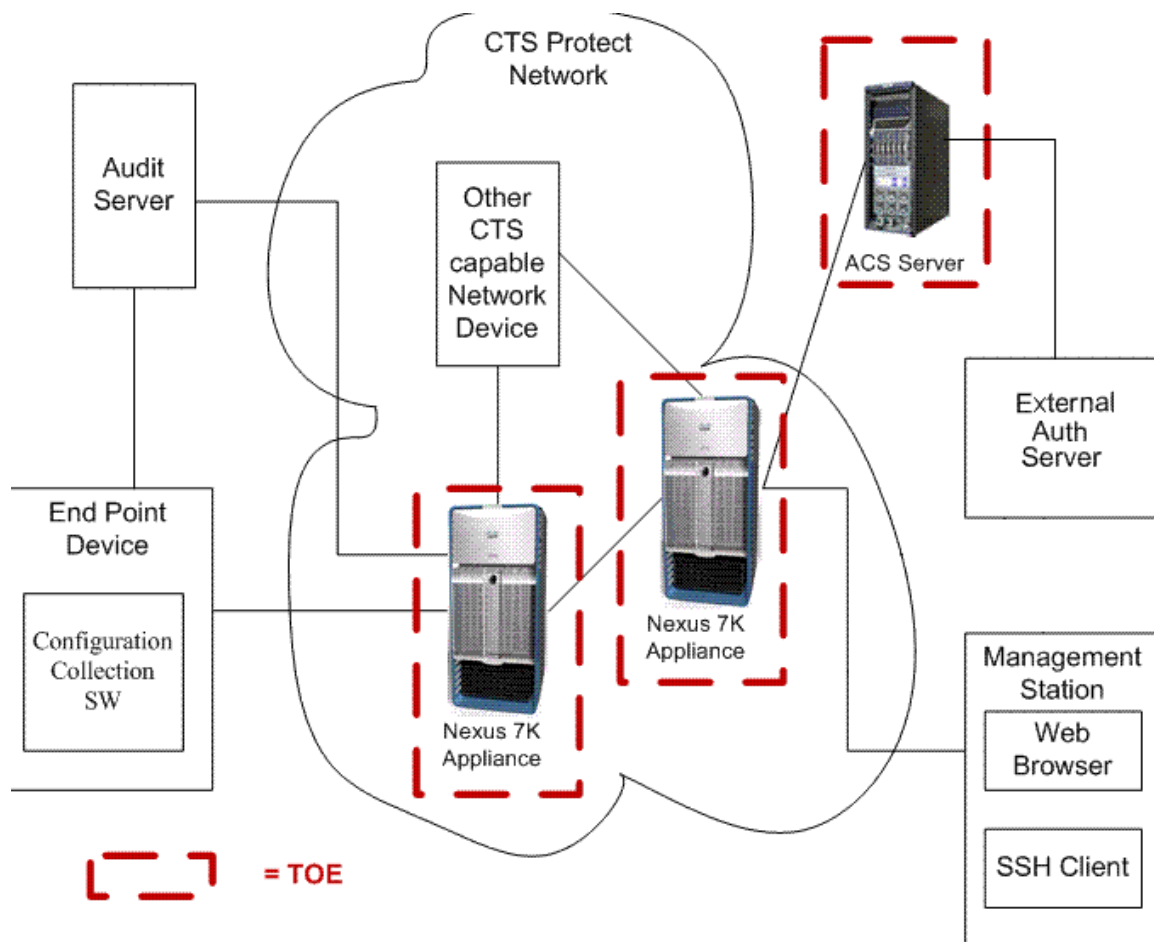 CTS Protect
Network
Audit
Server
Other
CTS
capable
Network
Device
ACS Server
External
Auth
Server
End Point
Device
Configuration
Collection
SW
Nexus 7K
Appliance
Nexus 7K
Appliance
Management
Station
Web
Browser
SSH Client
= TOE